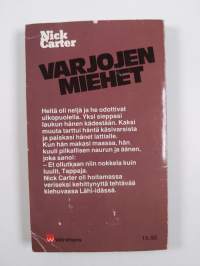 Nick
Carter
VARJOJEN
MIEHET
Heitä oli neljä ja he odottivat
ulkopuolella. Yksi sieppasi
laukun hänen kädestään. Kaksi
muuta tarttui häntä käsivarsista
ja paiskasi hänet lattialle.
Kun hän makasi maassa, hän
kuuli pilkallisen naurun ja äänen,
joka sanoi:
– Et ollutkaan niin nokkela kuin
luulit, Tappaja.
Nick Carter oli hoitamassa
veriseksi kehittynyttä tehtävää
kiehuvassa Lähi-idässä.